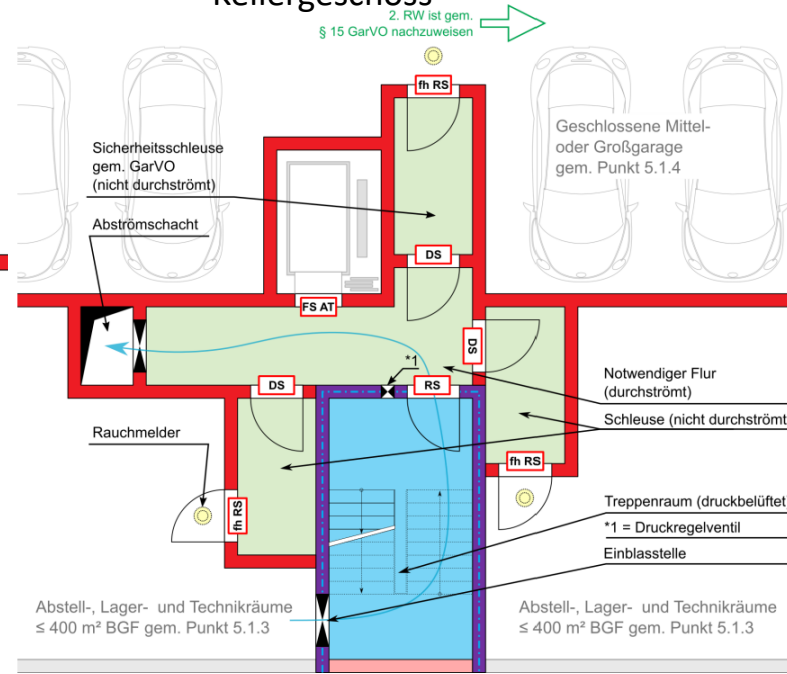 Kellergeschoss
2. RW ist gem.
§ 15 GarVO nachzuweisen
fh RS
Geschlossene Mittel-
oder Großgarage
gem. Punkt 5.1.4
Sicherheitsschleuse
gem. GarVO
(nicht durchströmt)
Abströmschacht
DS
FS AT
DS
*1
DS
RS
Notwendiger Flur
(durchströmt)
Schleuse (nicht durchströmt
Rauchmelder
fh RS
fh RS
Treppenraum (druckbelüftet
*1 = Druckregelventil
Einblasstelle
Abstell-, Lager- und Technikräume
≤ 400 m² BGF gem. Punkt 5.1.3
Abstell-, Lager- und Technikräume
≤ 400 m² BGF gem. Punkt 5.1.3